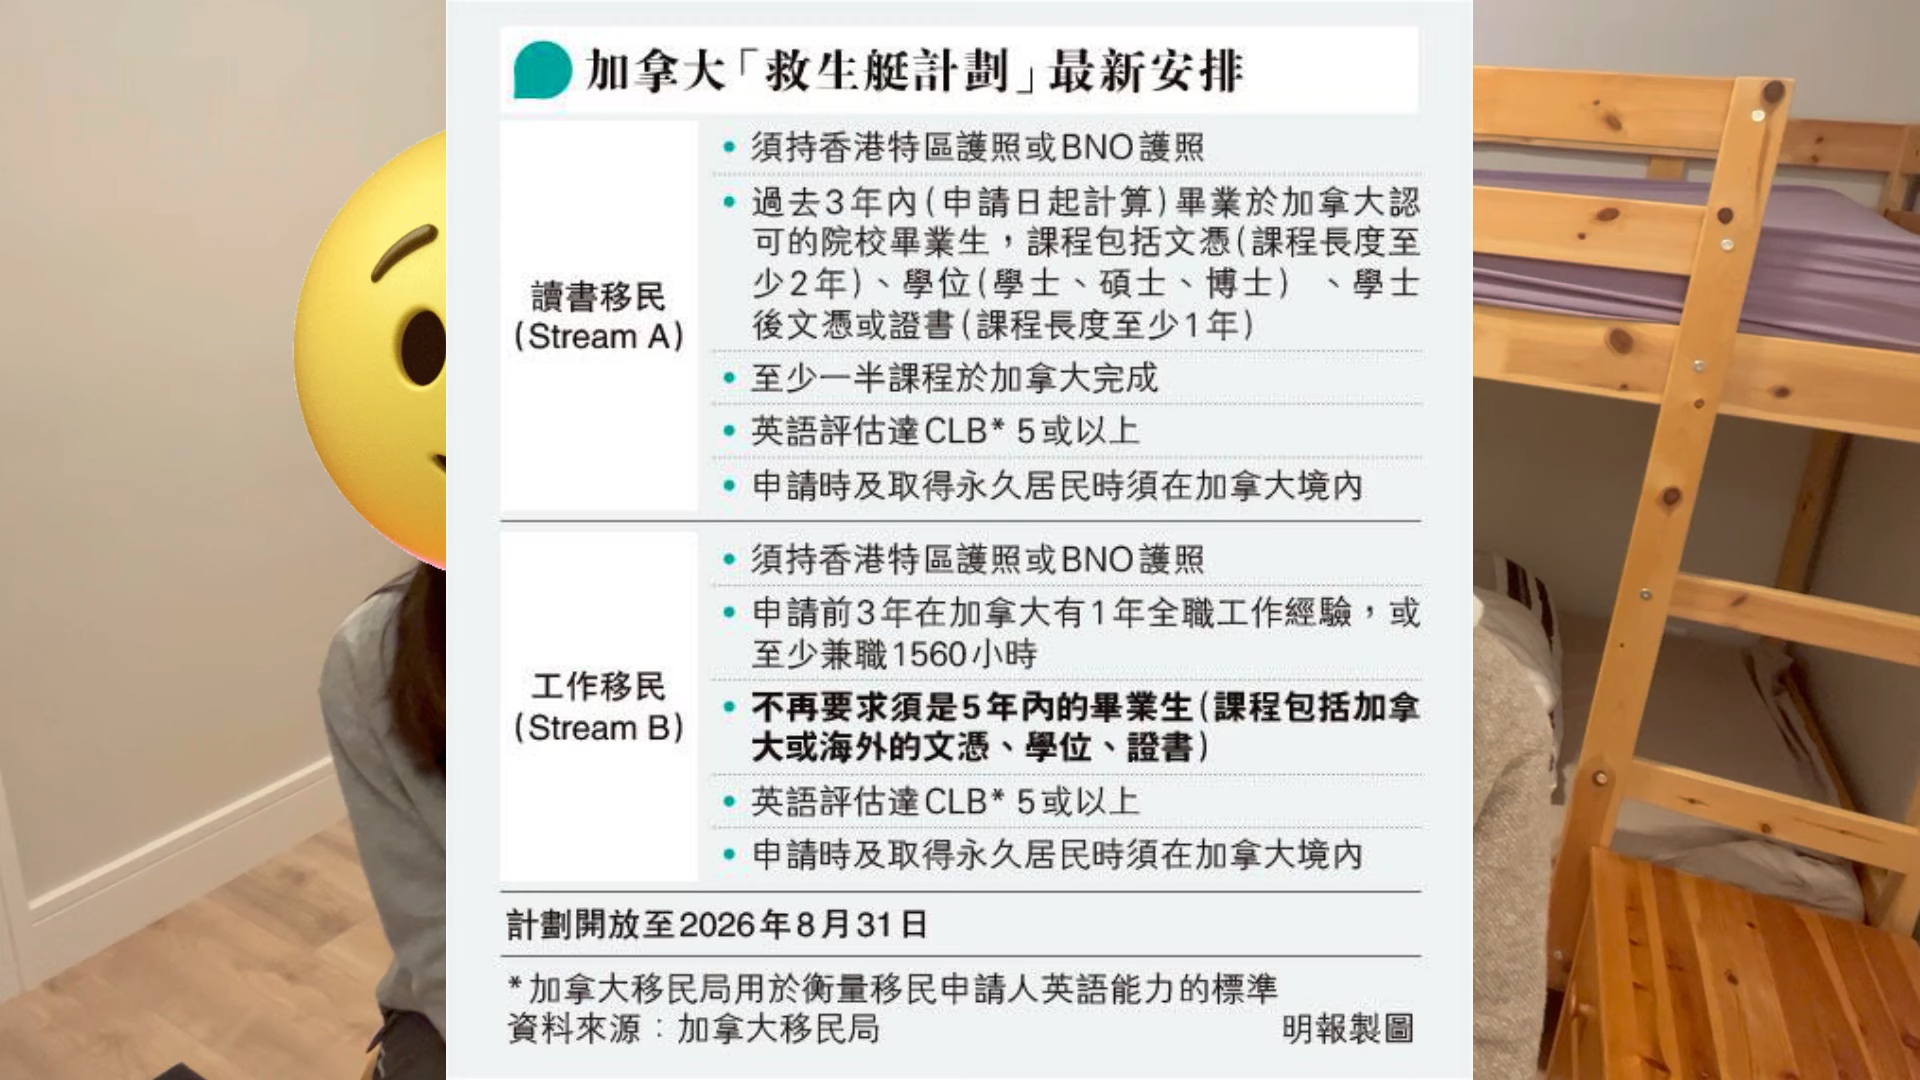 加拿大「救生艇計劃」最新安排
讀書移民
(Stream A)
• 須持香港特區護照或BNO護照
• 過去3年內(申請日起計算)畢業於加拿大認
可的院校畢業生，課程包括文憑(課程長度至
少2年)、學位(學士、碩士、博士) 、學士
後文憑或證書(課程長度至少1年)
• 至少一半課程於加拿大完成
• 英語評估達CLB* 5或以上
• 申請時及取得永久居民時須在加拿大境內
工作移民
(Stream B)
• 須持香港特區護照或BNO護照
• 申請前3年在加拿大有1年全職工作經驗，或
至少兼職1560小時
• 不再要求須是5年內的畢業生(課程包括加拿
大或海外的文憑、學位、證書)
• 英語評估達CLB* 5或以上
• 申請時及取得永久居民時須在加拿大境內
計劃開放至2026年8月31日
*加拿大移民局用於衡量移民申請人英語能力的標準
資料來源：加拿大移民局
明報製圖